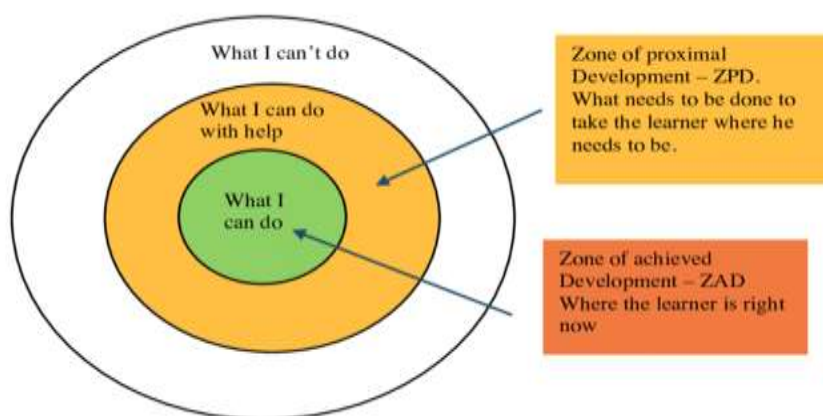 What I can't do
What I can do
with help
What I
can do
Zone of proximal
Development – ZPD.
What needs to be done to
take the learner where he
needs to be.
Zone of achieved
Development – ZAD
Where the learner is right
now